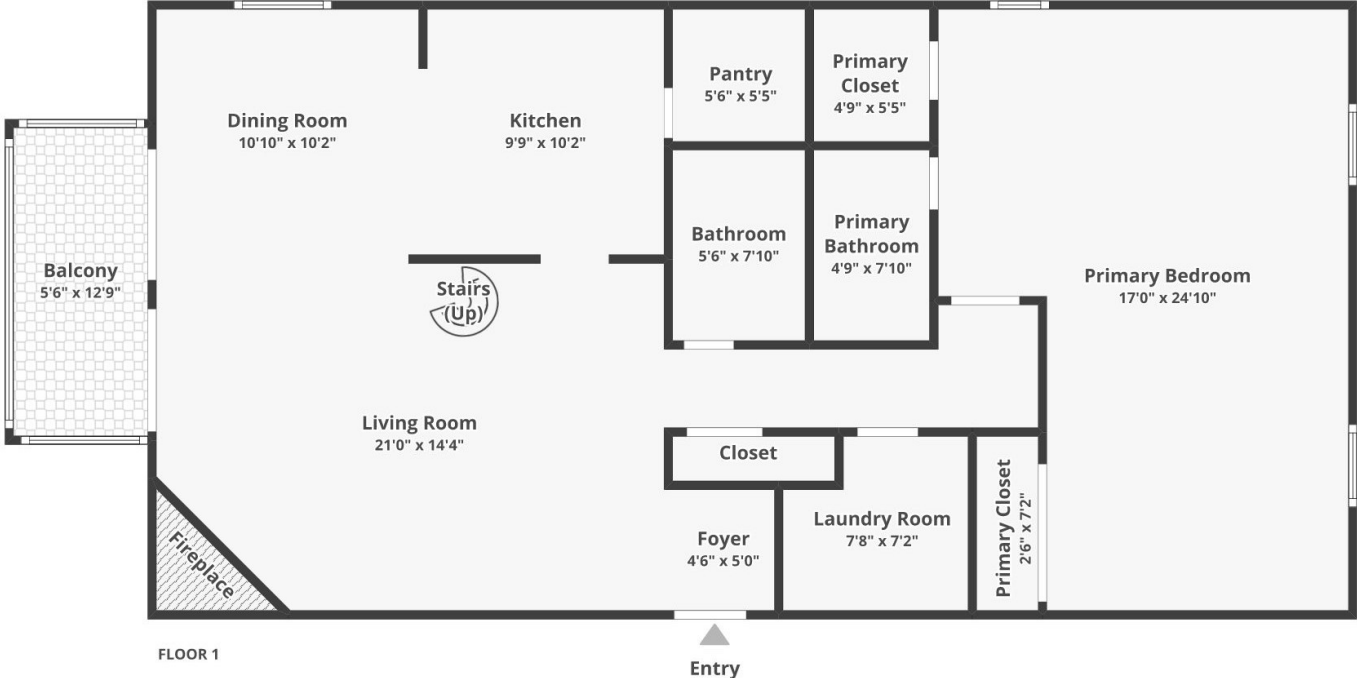 Dining Room
10'10" x 10'2"
Kitchen
9'9" x 10'2"
Pantry
5'6" x 5'5"
Primary
Closet
4'9" x 5'5"
Balcony
5'6" x 12'9"
Stairs
(Up)
Bathroom
5'6" x 7'10"
Primary
Bathroom
4'9" x 7'10"
Primary Bedroom
17'0" x 24'10"
Living Room
21'0" x 14'4"
Closet
Fireplace
Foyer
4'6" x 5'0"
Laundry Room
7'8" x 7'2"
Primary Closet
2'6" x 7'2"
FLOOR 1
Entry